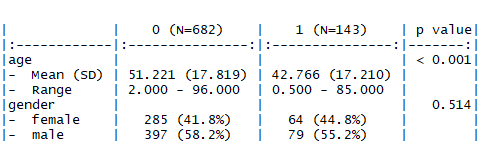 |             |   0 (N=682)    |   1 (N=143)    | p value|
|:------------|:---------------:|:---------------:|-------:|
|age          |                 |                 | < 0.001|
|-  Mean (SD) | 51.221 (17.819) | 42.766 (17.210) |        |
|-  Range     | 2.000 - 96.000  | 0.500 - 85.000  |        |
|gender       |                 |                 |   0.514|
|-  female    |   285 (41.8%)   |   64 (44.8%)    |        |
|-  male      |   397 (58.2%)   |   79 (55.2%)    |        |